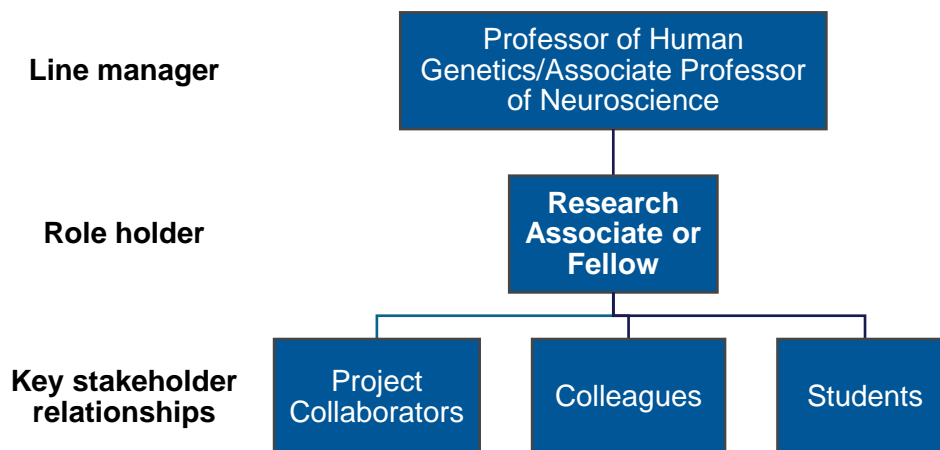 Line manager
Professor of Human
Genetics/Associate Professor
of Neuroscience
Role holder
Research
Associate or
Fellow
Key stakeholder
relationships
Project
Collaborators
Colleagues
Students